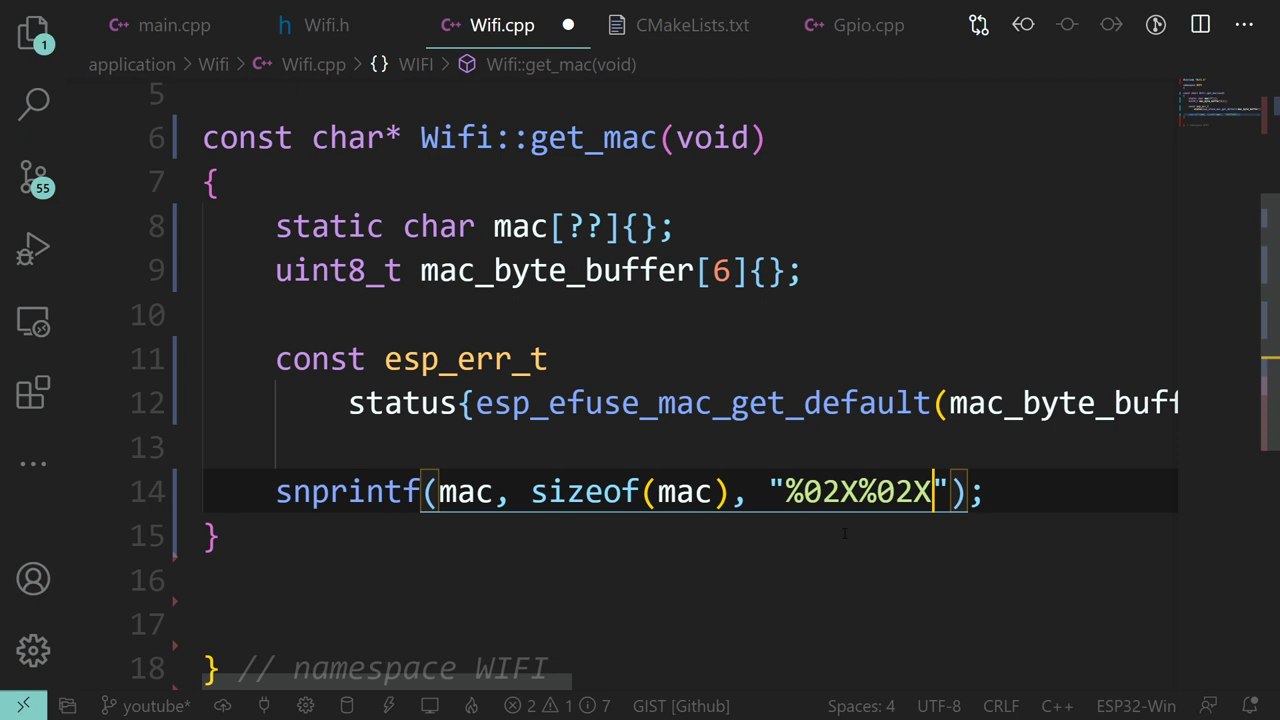 main.cpp Wifi.h Wifi.cpp CMakeLists.txt Gpio.cpp
application > Wifi > Wifi.cpp > {} WIFI > Wifi::get_mac(void)
5
6 const char* Wifi::get_mac(void)
7 {
8 static char mac[??]{};
9 uint8_t mac_byte_buffer[6]{};
10
11 const esp_err_t
12 status{esp_efuse_mac_get_default(mac_byte_buff
13
14 snprintf(mac, sizeof(mac), "%02X%02X");
15 }
16
17
18 } // namespace WIFI
1
55
youtube* 2 1 7 GIST [Github] Spaces: 4 UTF-8 CRLF C++ ESP32-Win